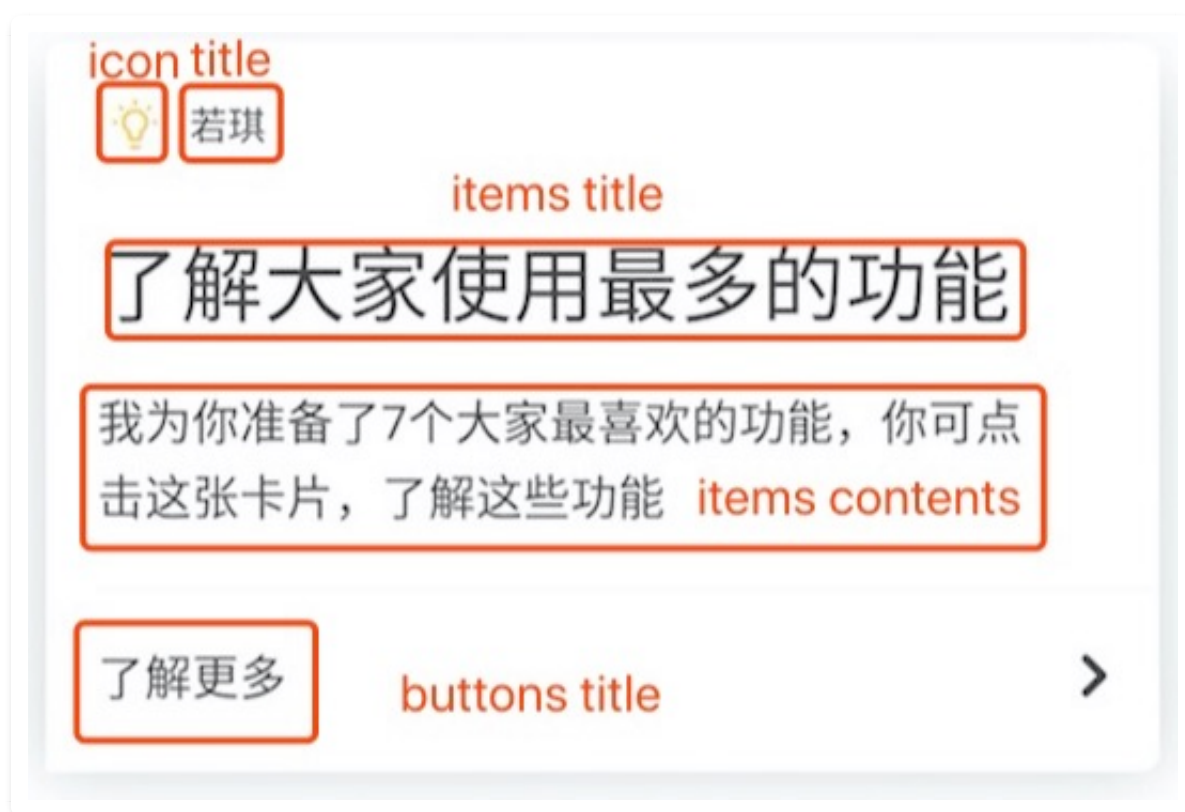 icon title
若琪
items title
了解大家使用最多的功能
我为你准备了7个大家最喜欢的功能，你可点
击这张卡片，了解这些功能 items contents
了解更多 buttons title